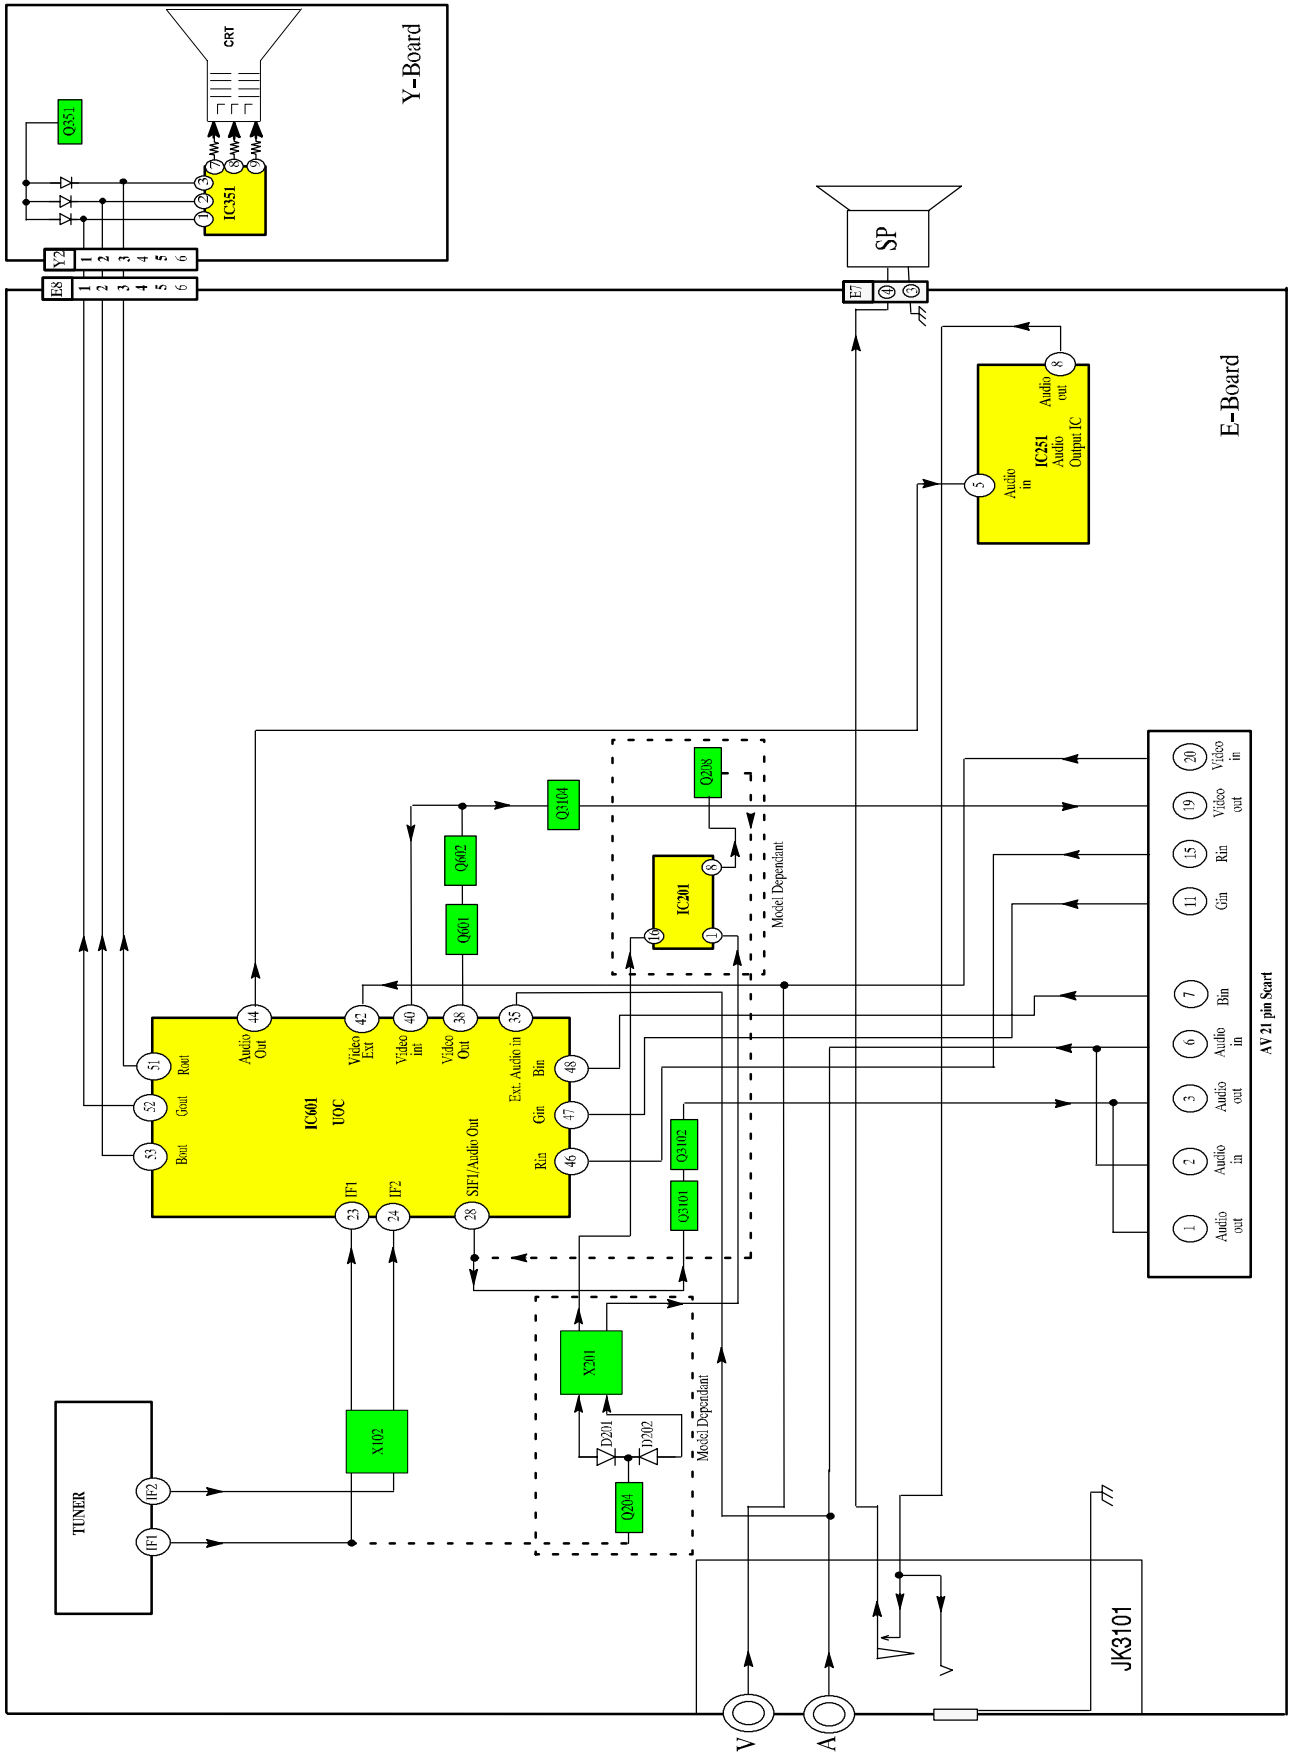 TUNER
IF1
IF2
X102
Q204
D201
D202
X201
Model Dependant
IC601
UOC
23
IF1
24
IF2
28
SIF1/Audio Out
53
Bout
52
Gout
51
Rout
44
Audio
Out
42
Video
Ext
40
Video
int
38
Video
Out
35
Ext. Audio in
46
Rin
47
Gin
48
Bin
Q601
Q602
Q3104
Q3101
Q3102
IC201
16
1
8
Q208
Model Dependant
E8
1
2
3
4
5
6
Y2
1
2
3
4
5
6
Q351
IC351
1
2
3
7
8
9
CRT
Y-Board
E7
4
3
SP
IC251
Audio
Output IC
5
Audio
in
8
Audio
out
E-Board
V
A
JK3101
1
Audio
out
2
Audio
in
3
Audio
out
6
Audio
in
7
Bin
11
Gin
15
Rin
19
Video
out
20
Video
in
AV 21 pin Scart